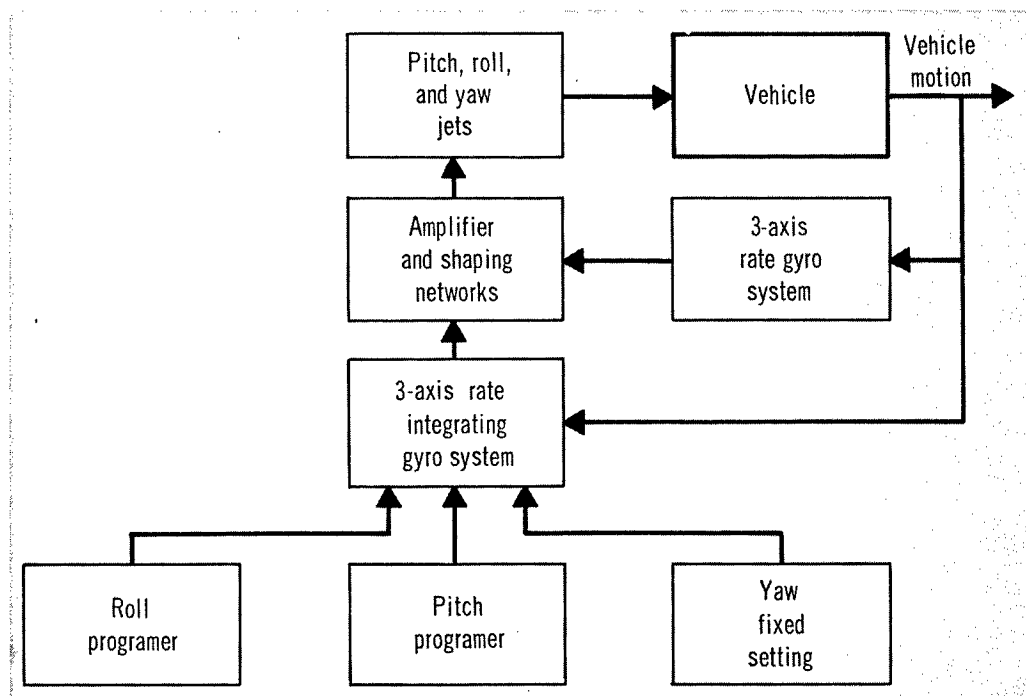 Pitch, roll,
and yaw
jets
Vehicle
Vehicle
motion
Amplifier
and shaping
networks
3-axis
rate gyro
system
3-axis rate
integrating
gyro system
Roll
programer
Pitch
programer
Yaw
fixed
setting